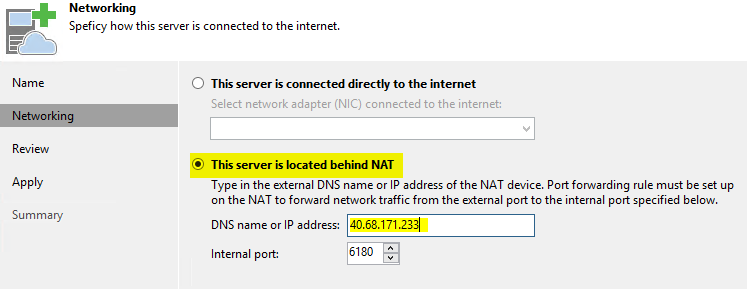 Networking
Speficy how this server is connected to the internet.
Name
Networking
Review
Apply
Summary
This server is connected directly to the internet
Select network adapter (NIC) connected to the internet:
This server is located behind NAT
Type in the external DNS name or IP address of the NAT device. Port forwarding rule must be set up
on the NAT to forward network traffic from the external port to the internal port specified below.
DNS name or IP address: 40.68.171.233
Internal port: 6180